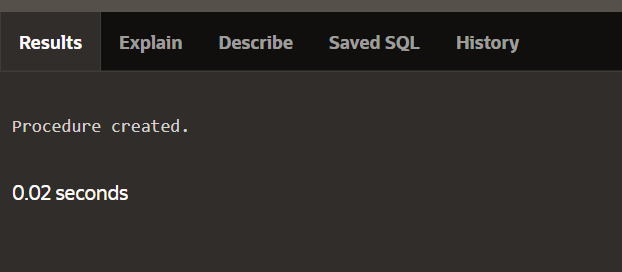 Results Explain Describe Saved SQL History
Procedure created.
0.02 seconds